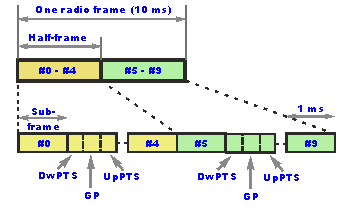 One radio frame (10 ms)
Half-frame
#0 - #4
#5 - #9
Sub-
frame
1 ms
#0
#4
#5
#9
DwPTS
UpPTS
DwPTS
UpPTS
GP
GP